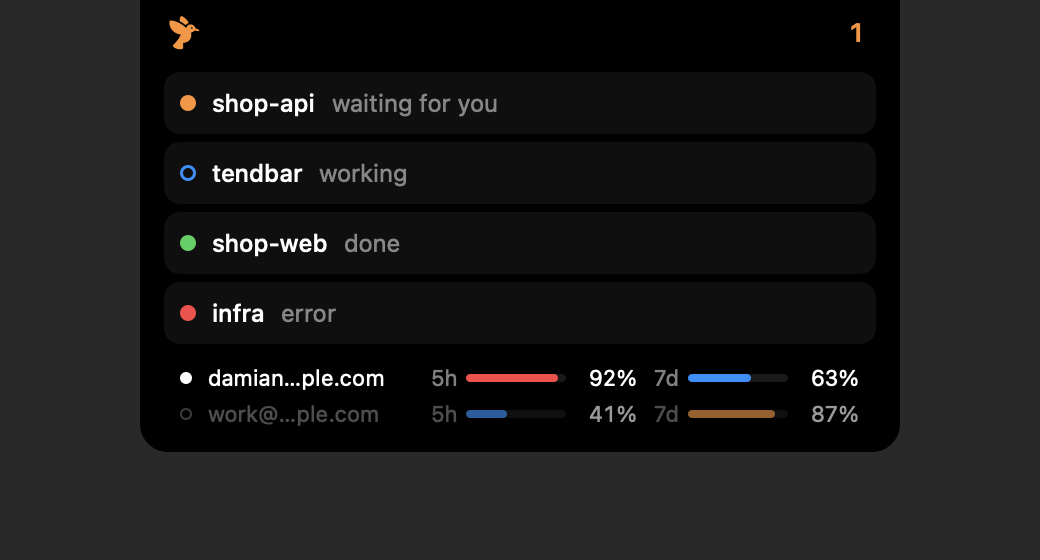 1
shop-api waiting for you
tendbar working
shop-web done
infra error
damian...ple.com 5h 92% 7d 63%
work@...ple.com 5h 41% 7d 87%